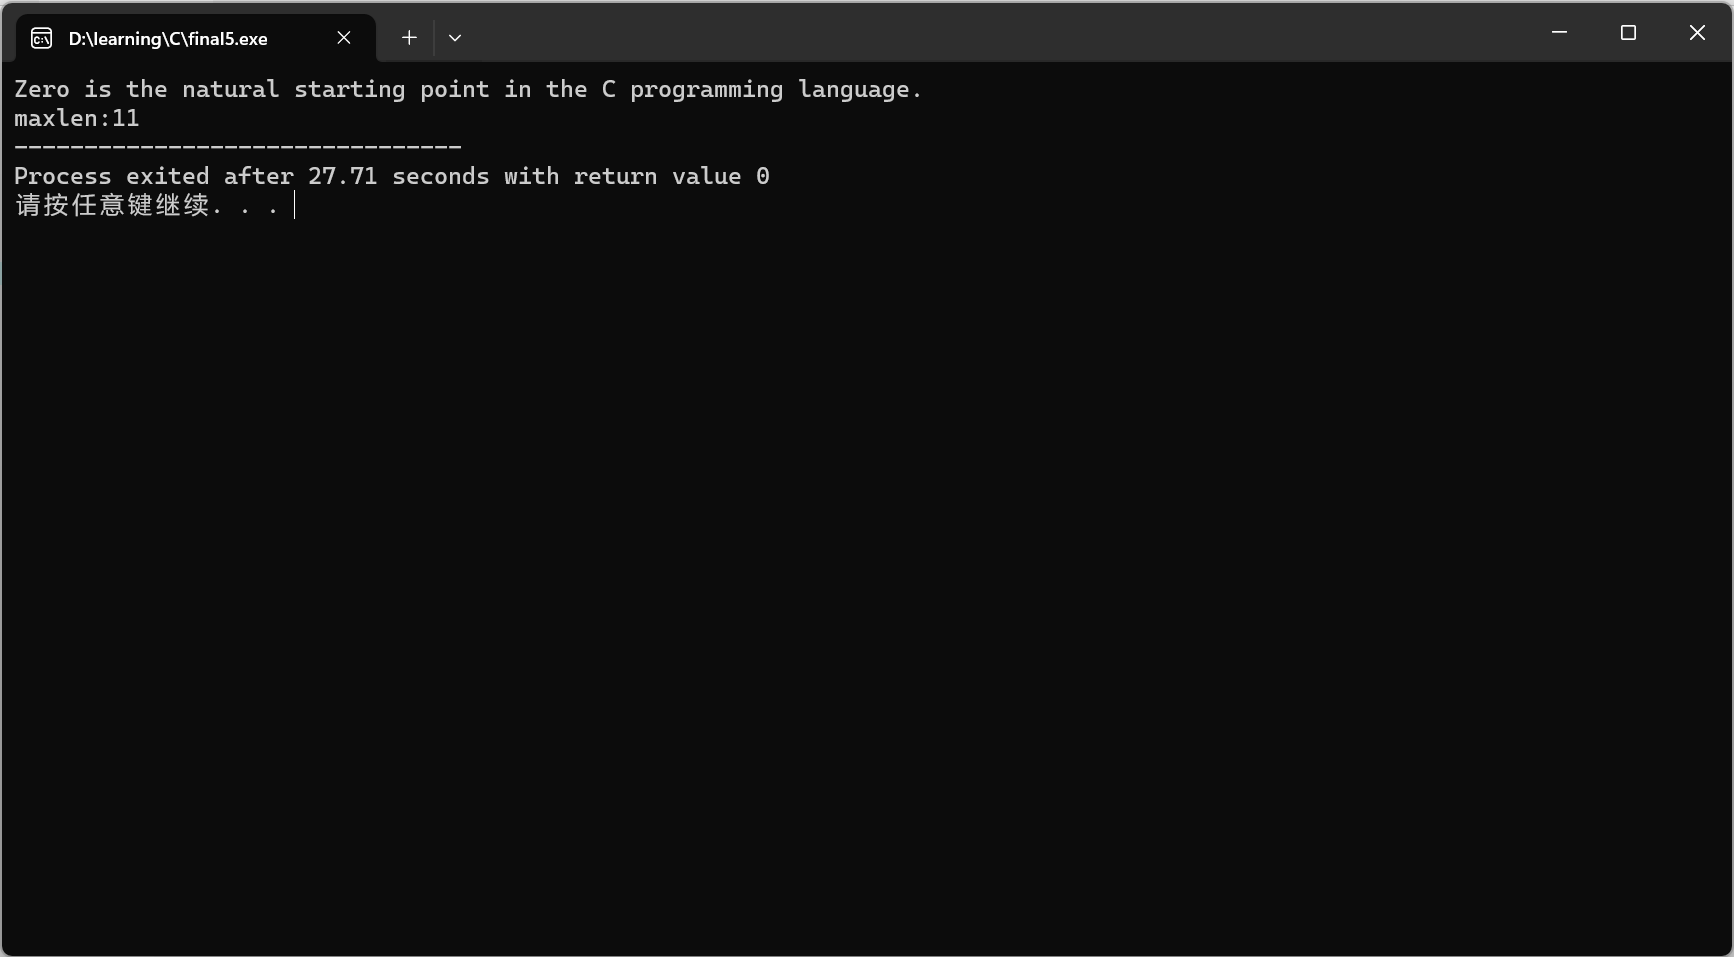 D:\learning\C\final5.exe
Zero is the natural starting point in the C programming language.
maxlen:11
--------------------------------
Process exited after 27.71 seconds with return value 0
请按任意键继续. . .